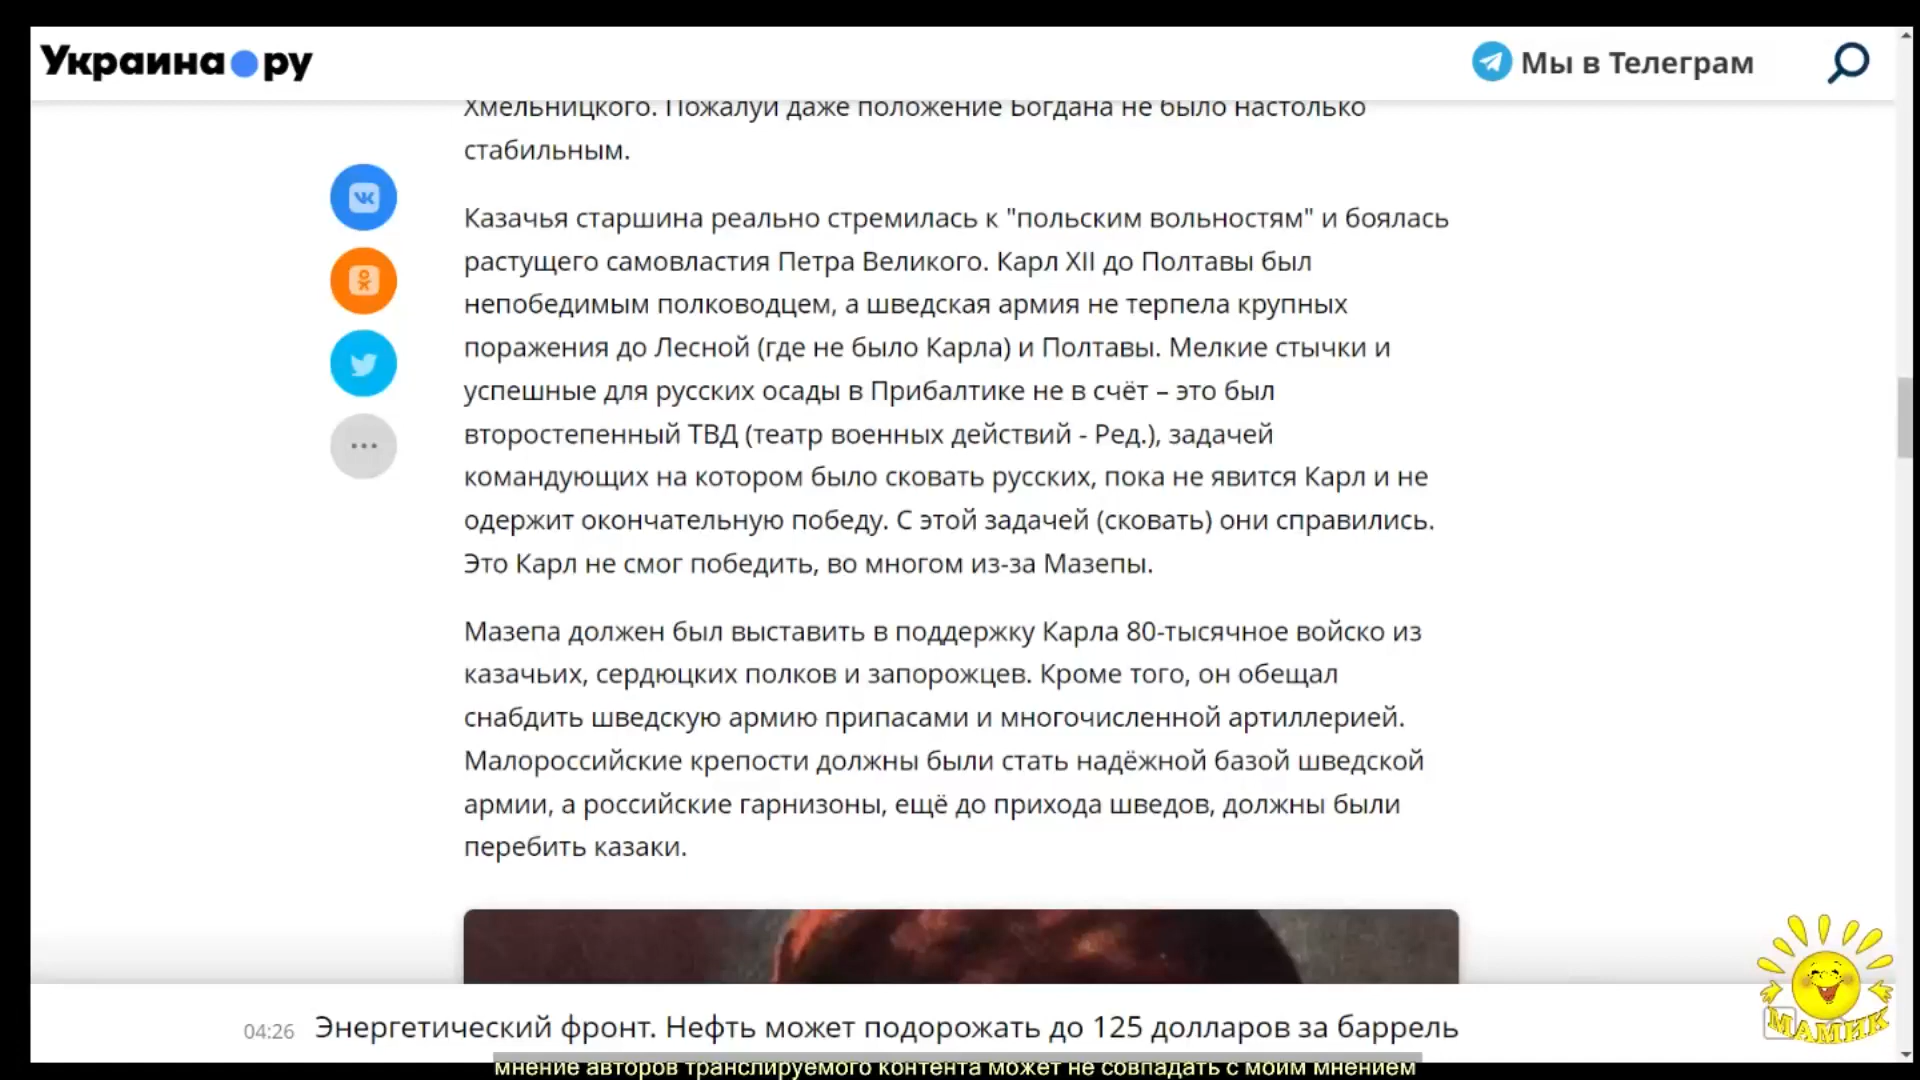 Украина ру
Мы в Телеграм
Хмельницкого. Пожалуй даже положение Богдана не было настолько
стабильным.
Казачья старшина реально стремилась к "польским вольностям" и боялась
растущего самовластия Петра Великого. Карл XII до Полтавы был
непобедимым полководцем, а шведская армия не терпела крупных
поражения до Лесной (где не было Карла) и Полтавы. Мелкие стычки и
успешные для русских осады в Прибалтике не в счёт – это был
второстепенный ТВД (театр военных действий - Ред.), задачей
командующих на котором было сковать русских, пока не явится Карл и не
одержит окончательную победу. С этой задачей (сковать) они справились.
Это Карл не смог победить, во многом из-за Мазепы.
Мазепа должен был выставить в поддержку Карла 80-тысячное войско из
казачьих, сердюцких полков и запорожцев. Кроме того, он обещал
снабдить шведскую армию припасами и многочисленной артиллерией.
Малороссийские крепости должны были стать надёжной базой шведской
армии, а российские гарнизоны, ещё до прихода шведов, должны были
перебить казаки.
04:26 Энергетический фронт. Нефть может подорожать до 125 долларов за баррель
МАМИК
мнение авторов транслируемого контента может не совпадать с моим мнением